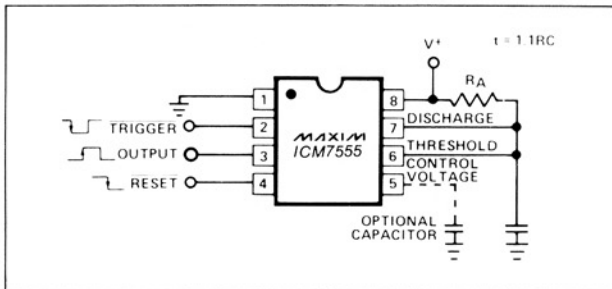 V+
t = 1.1RC
RA
1
8
DISCHARGE
TRIGGER
2
7
MAXIM
ICM7555
OUTPUT
3
6
THRESHOLD
CONTROL
VOLTAGE
RESET
4
5
OPTIONAL
CAPACITOR